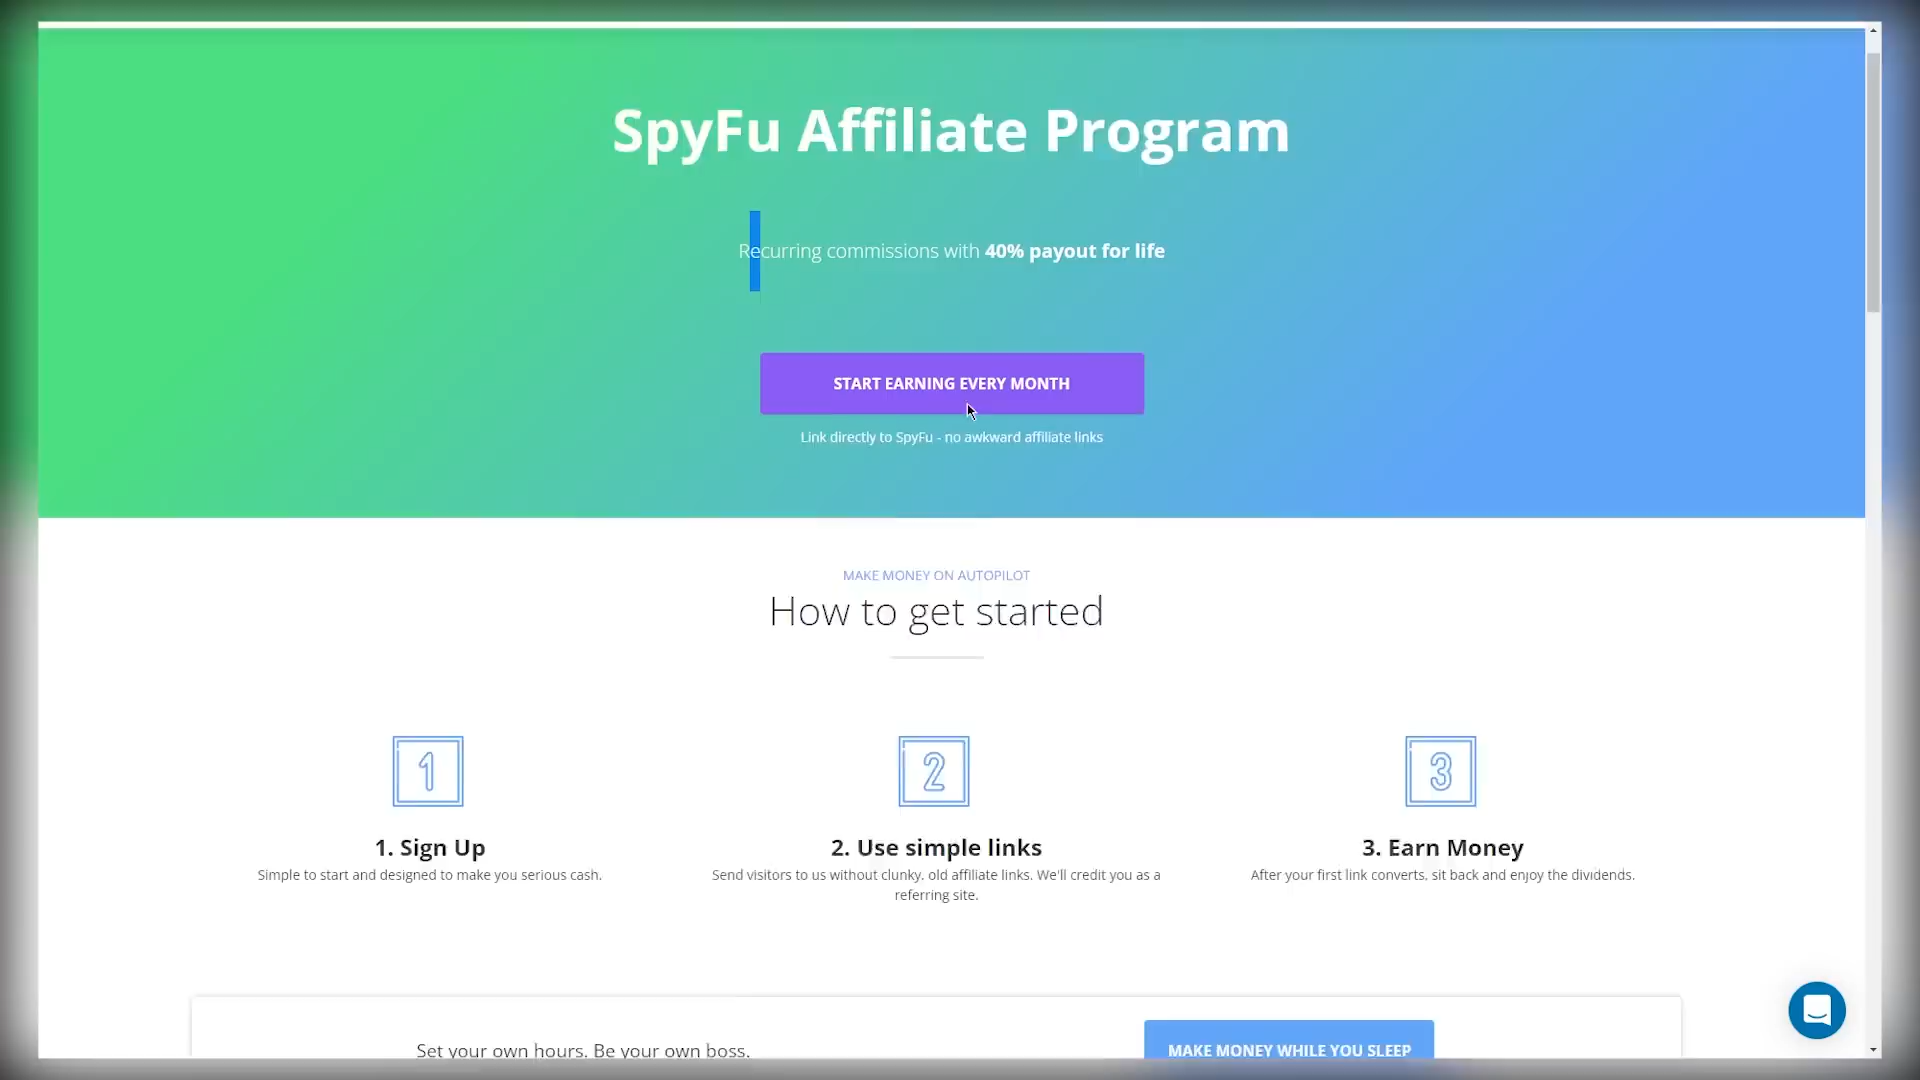 SpyFu Affiliate Program
Recurring commissions with 40% payout for life
START EARNING EVERY MONTH
Link directly to SpyFu - no awkward affiliate links
MAKE MONEY ON AUTOPILOT
How to get started
1
2
3
1. Sign Up
Simple to start and designed to make you serious cash.
2. Use simple links
Send visitors to us without clunky, old affiliate links. We'll credit you as a
referring site.
3. Earn Money
After your first link converts, sit back and enjoy the dividends.
Set your own hours. Be your own boss.
MAKE MONEY WHILE YOU SLEEP